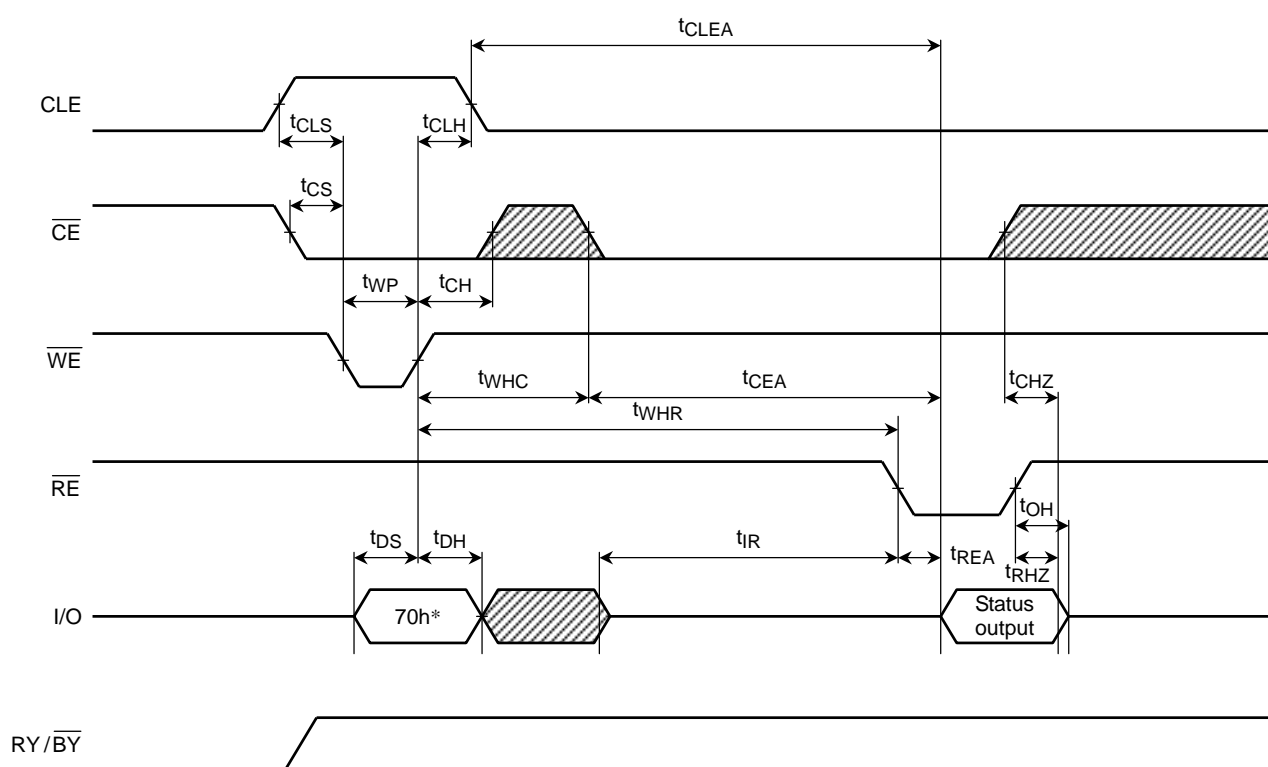 tCLEA
CLE
tCLS
tCLH
tCS
CE
tWP
tCH
WE
tWHC
tCEA
tCHZ
tWHR
RE
tOH
tDS
tDH
tIR
tREA
tRHZ
I/O
70h*
Status
output
RY/BY